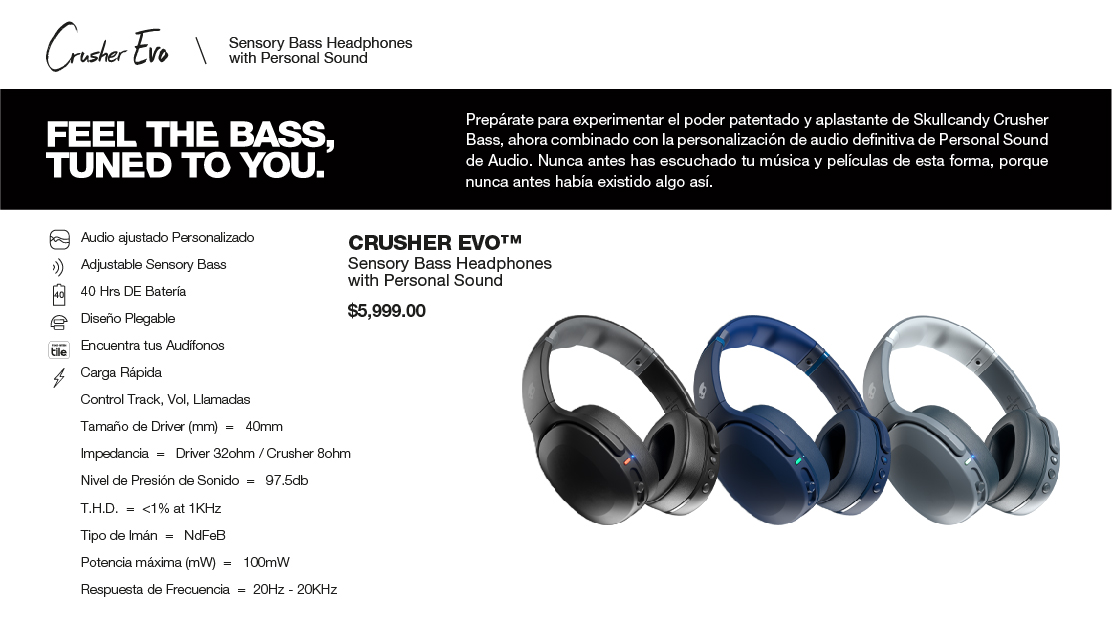 Crusher Evo
Sensory Bass Headphones
with Personal Sound
FEEL THE BASS,
TUNED TO YOU.
Prepárate para experimentar el poder patentado y aplastante de Skullcandy Crusher
Bass, ahora combinado con la personalización de audio definitiva de Personal Sound
de Audio. Nunca antes has escuchado tu música y películas de esta forma, porque
nunca antes había existido algo así.
Audio ajustado Personalizado
Adjustable Sensory Bass
40
40 Hrs DE Batería
Diseño Plegable
tile
Encuentra tus Audífonos
Carga Rápida
Control Track, Vol, Llamadas
Tamaño de Driver (mm) = 40mm
Impedancia = Driver 32ohm / Crusher 8ohm
Nivel de Presión de Sonido = 97.5db
T.H.D. = <1% at 1KHz
Tipo de Imán = NdFeB
Potencia máxima (mW) = 100mW
Respuesta de Frecuencia = 20Hz - 20KHz
CRUSHER EVO™
Sensory Bass Headphones
with Personal Sound
$5,999.00